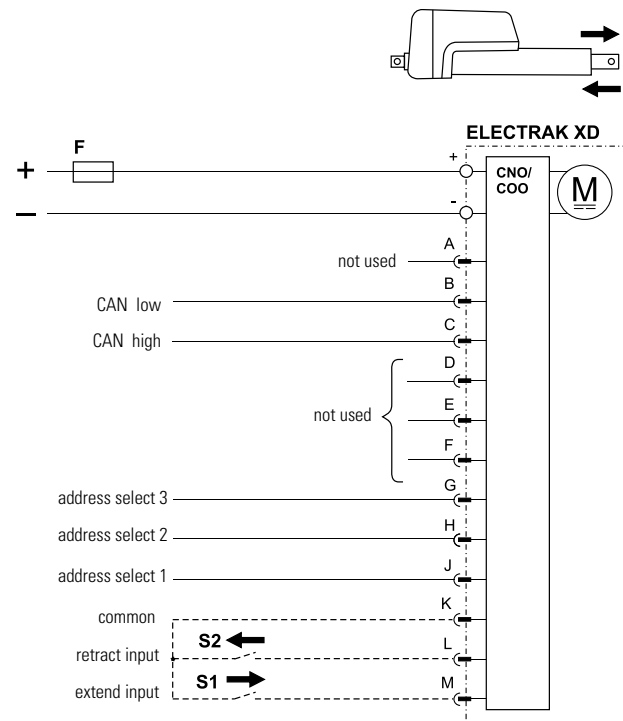 ELECTRAK XD
F
+
+
CNO/
COO
M
−
-
A
not used
B
CAN low
C
CAN high
D
E
not used
F
G
address select 3
H
address select 2
J
address select 1
K
common
S2
L
retract input
S1
M
extend input